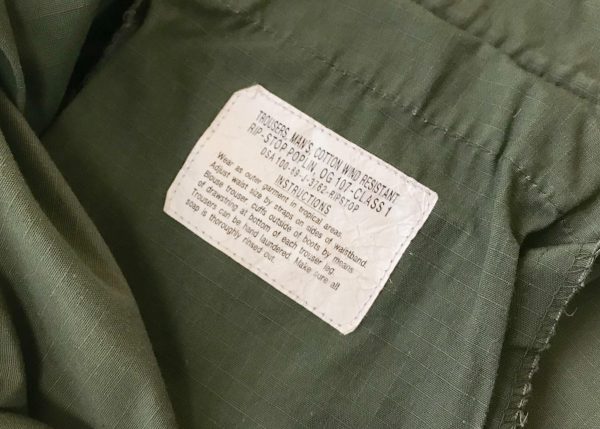 TROUSERS, MAN'S, COTTON WIND RESISTANT
RIP-STOP POPLIN, OG 107-CLASS 1
DSA 100-69-C-3762-RIPSTOP
INSTRUCTIONS
Wear as outer garment in tropical areas.
Adjust waist size by straps on sides of waistband.
Blouse trouser cuffs outside of boots by means
of drawstring at bottom of each trouser leg.
Trousers can be hand laundered. Make sure all
soap is thoroughly rinsed out.